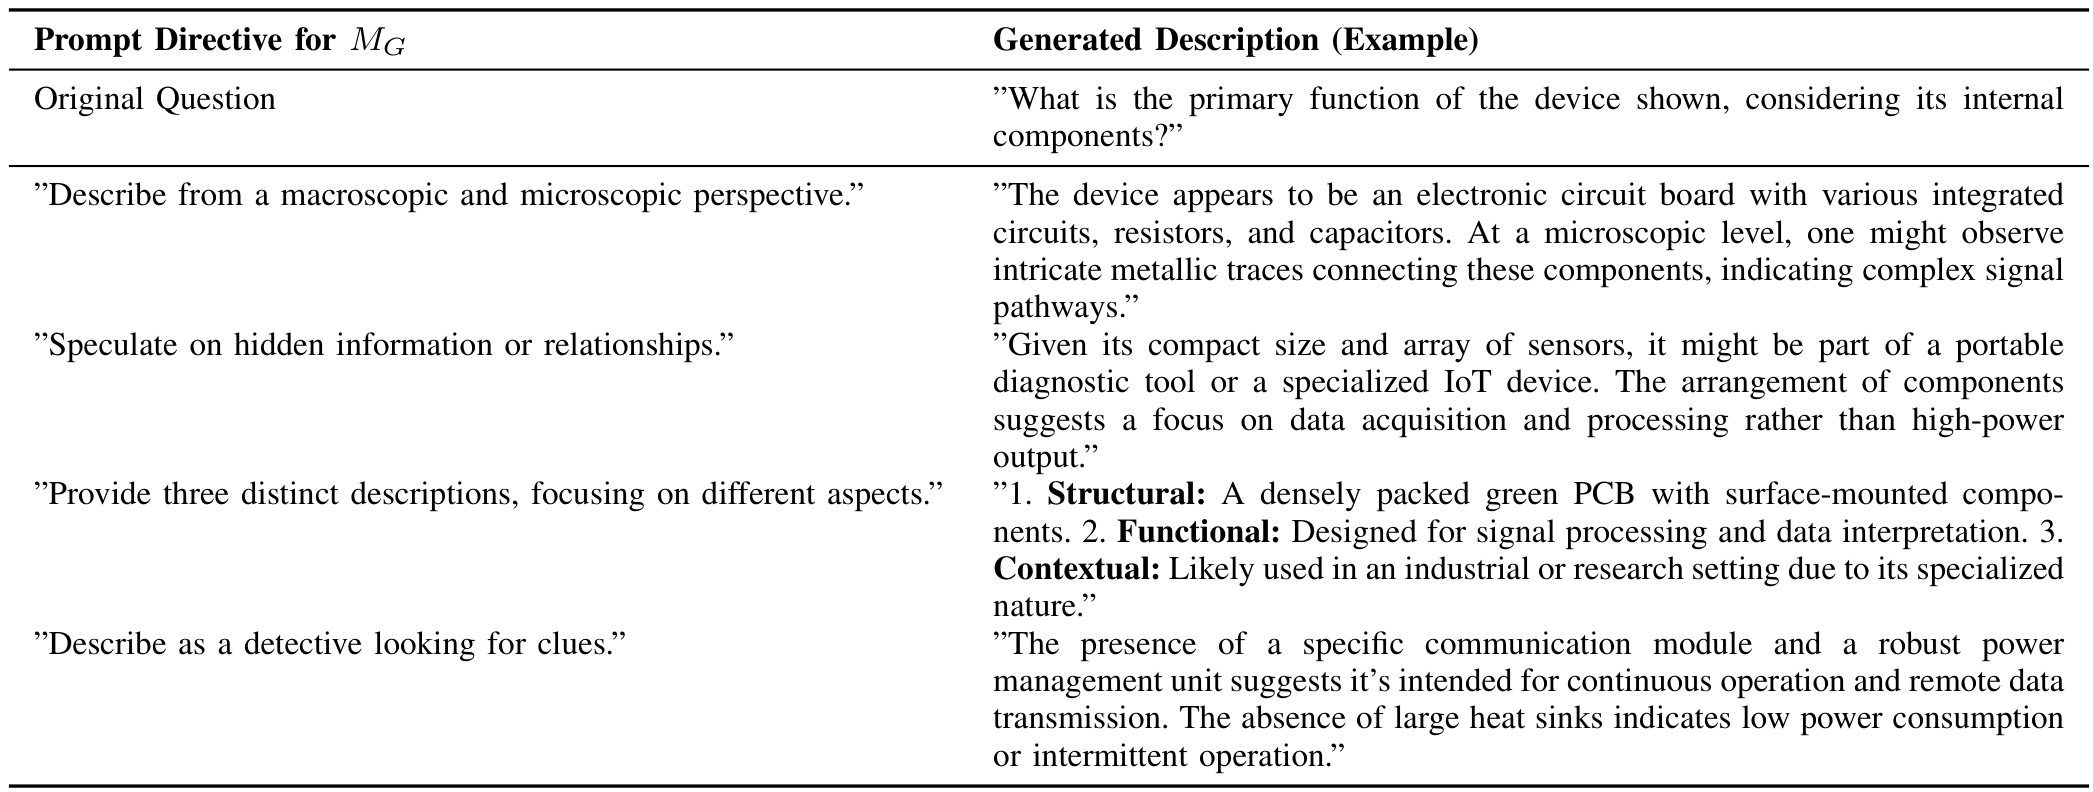 Prompt Directive for M_G
Generated Description (Example)
Original Question
”What is the primary function of the device shown, considering its internal
components?”
”Describe from a macroscopic and microscopic perspective.”
”The device appears to be an electronic circuit board with various integrated
circuits, resistors, and capacitors. At a microscopic level, one might observe
intricate metallic traces connecting these components, indicating complex signal
pathways.”
”Speculate on hidden information or relationships.”
”Given its compact size and array of sensors, it might be part of a portable
diagnostic tool or a specialized IoT device. The arrangement of components
suggests a focus on data acquisition and processing rather than high-power
output.”
”Provide three distinct descriptions, focusing on different aspects.”
”1. Structural: A densely packed green PCB with surface-mounted compo-
nents. 2. Functional: Designed for signal processing and data interpretation. 3.
Contextual: Likely used in an industrial or research setting due to its specialized
nature.”
”Describe as a detective looking for clues.”
”The presence of a specific communication module and a robust power
management unit suggests it’s intended for continuous operation and remote data
transmission. The absence of large heat sinks indicates low power consumption
or intermittent operation.”